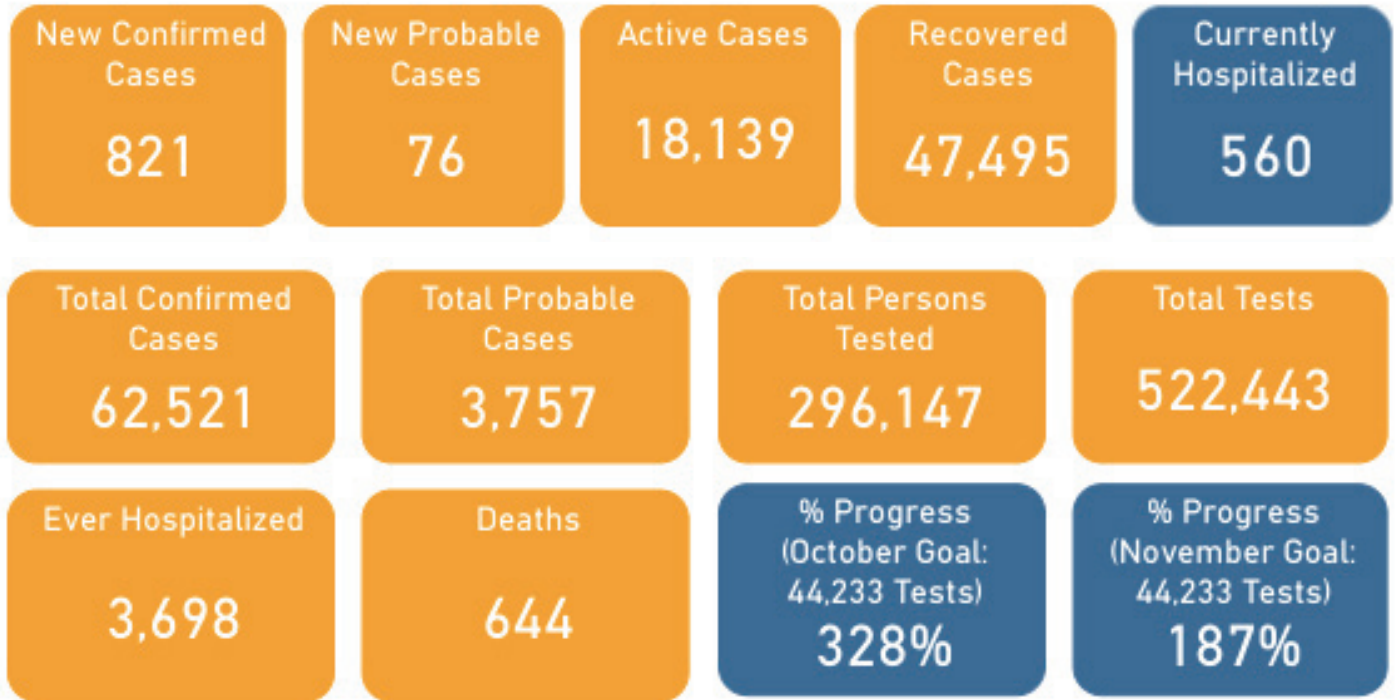 New Confirmed
Cases
821
New Probable
Cases
76
Active Cases
18,139
Recovered
Cases
47,495
Currently
Hospitalized
560
Total Confirmed
Cases
62,521
Total Probable
Cases
3,757
Total Persons
Tested
296,147
Total Tests
522,443
Ever Hospitalized
3,698
Deaths
644
% Progress
(October Goal:
44,233 Tests)
328%
% Progress
(November Goal:
44,233 Tests)
187%